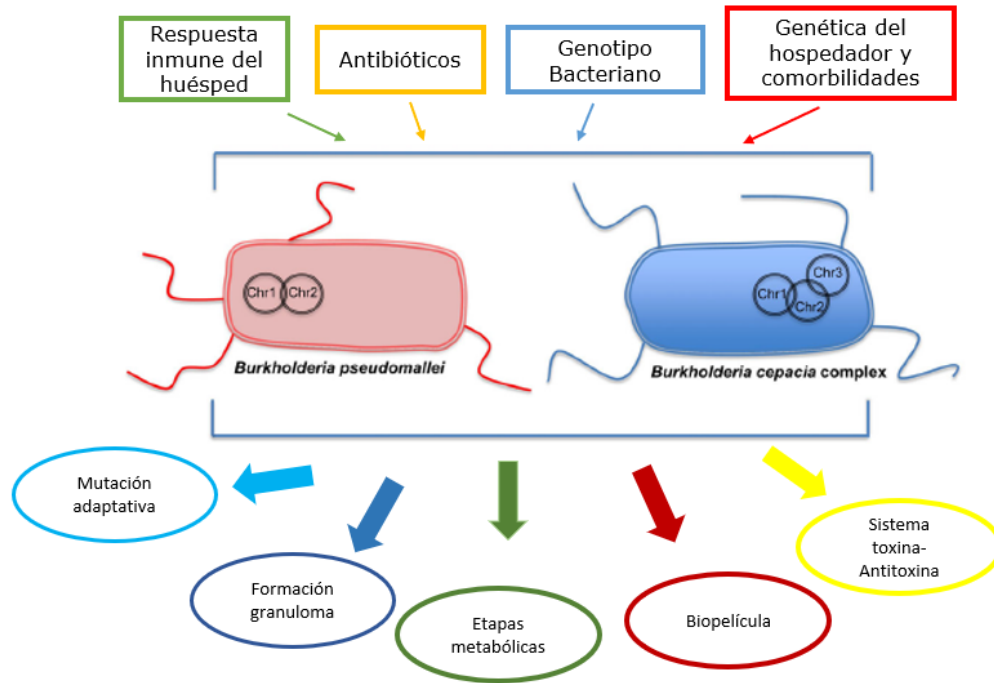 Respuesta
inmune del
huésped
Antibióticos
Genotipo
Bacteriano
Genética del
hospedador y
comorbilidades
Chr1
Chr2
Chr1
Chr2
Chr3
Burkholderia pseudomallei
Burkholderia cepacia complex
Mutación
adaptativa
Formación
granuloma
Etapas
metabólicas
Biopelícula
Sistema
toxina-
Antitoxina